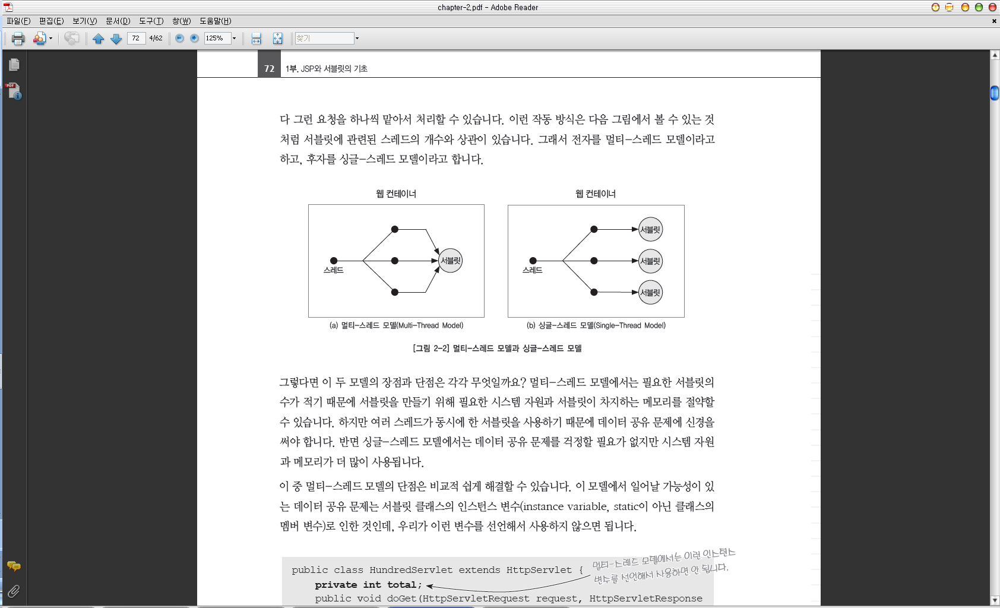 chapter-2.pdf - Adobe Reader
파일(F) 편집(E) 보기(V) 문서(D) 도구(T) 창(W) 도움말(H)
72 4/62 125% 찾기
72 1부. JSP와 서블릿의 기초
다 그런 요청을 하나씩 맡아서 처리할 수 있습니다. 이런 작동 방식은 다음 그림에서 볼 수 있는 것
처럼 서블릿에 관련된 스레드의 개수와 상관이 있습니다. 그래서 전자를 멀티-스레드 모델이라고
하고, 후자를 싱글-스레드 모델이라고 합니다.
웹 컨테이너
스레드
서블릿
(a) 멀티-스레드 모델(Multi-Thread Model)
웹 컨테이너
스레드
서블릿
서블릿
서블릿
(b) 싱글-스레드 모델(Single-Thread Model)
[그림 2-2] 멀티-스레드 모델과 싱글-스레드 모델
그렇다면 이 두 모델의 장점과 단점은 각각 무엇일까요? 멀티-스레드 모델에서는 필요한 서블릿의
수가 적기 때문에 서블릿을 만들기 위해 필요한 시스템 자원과 서블릿이 차지하는 메모리를 절약할
수 있습니다. 하지만 여러 스레드가 동시에 한 서블릿을 사용하기 때문에 데이터 공유 문제에 신경을
써야 합니다. 반면 싱글-스레드 모델에서는 데이터 공유 문제를 걱정할 필요가 없지만 시스템 자원
과 메모리가 더 많이 사용됩니다.
이 중 멀티-스레드 모델의 단점은 비교적 쉽게 해결할 수 있습니다. 이 모델에서 일어날 가능성이 있
는 데이터 공유 문제는 서블릿 클래스의 인스턴스 변수(instance variable, static이 아닌 클래스의
멤버 변수)로 인한 것인데, 우리가 이런 변수를 선언해서 사용하지 않으면 됩니다.
멀티-스레드 모델에서는 이런 인스턴스
변수를 선언해서 사용하면 안 됩니다.
public class HundredServlet extends HttpServlet {
private int total;
public void doGet(HttpServletRequest request, HttpServletResponse